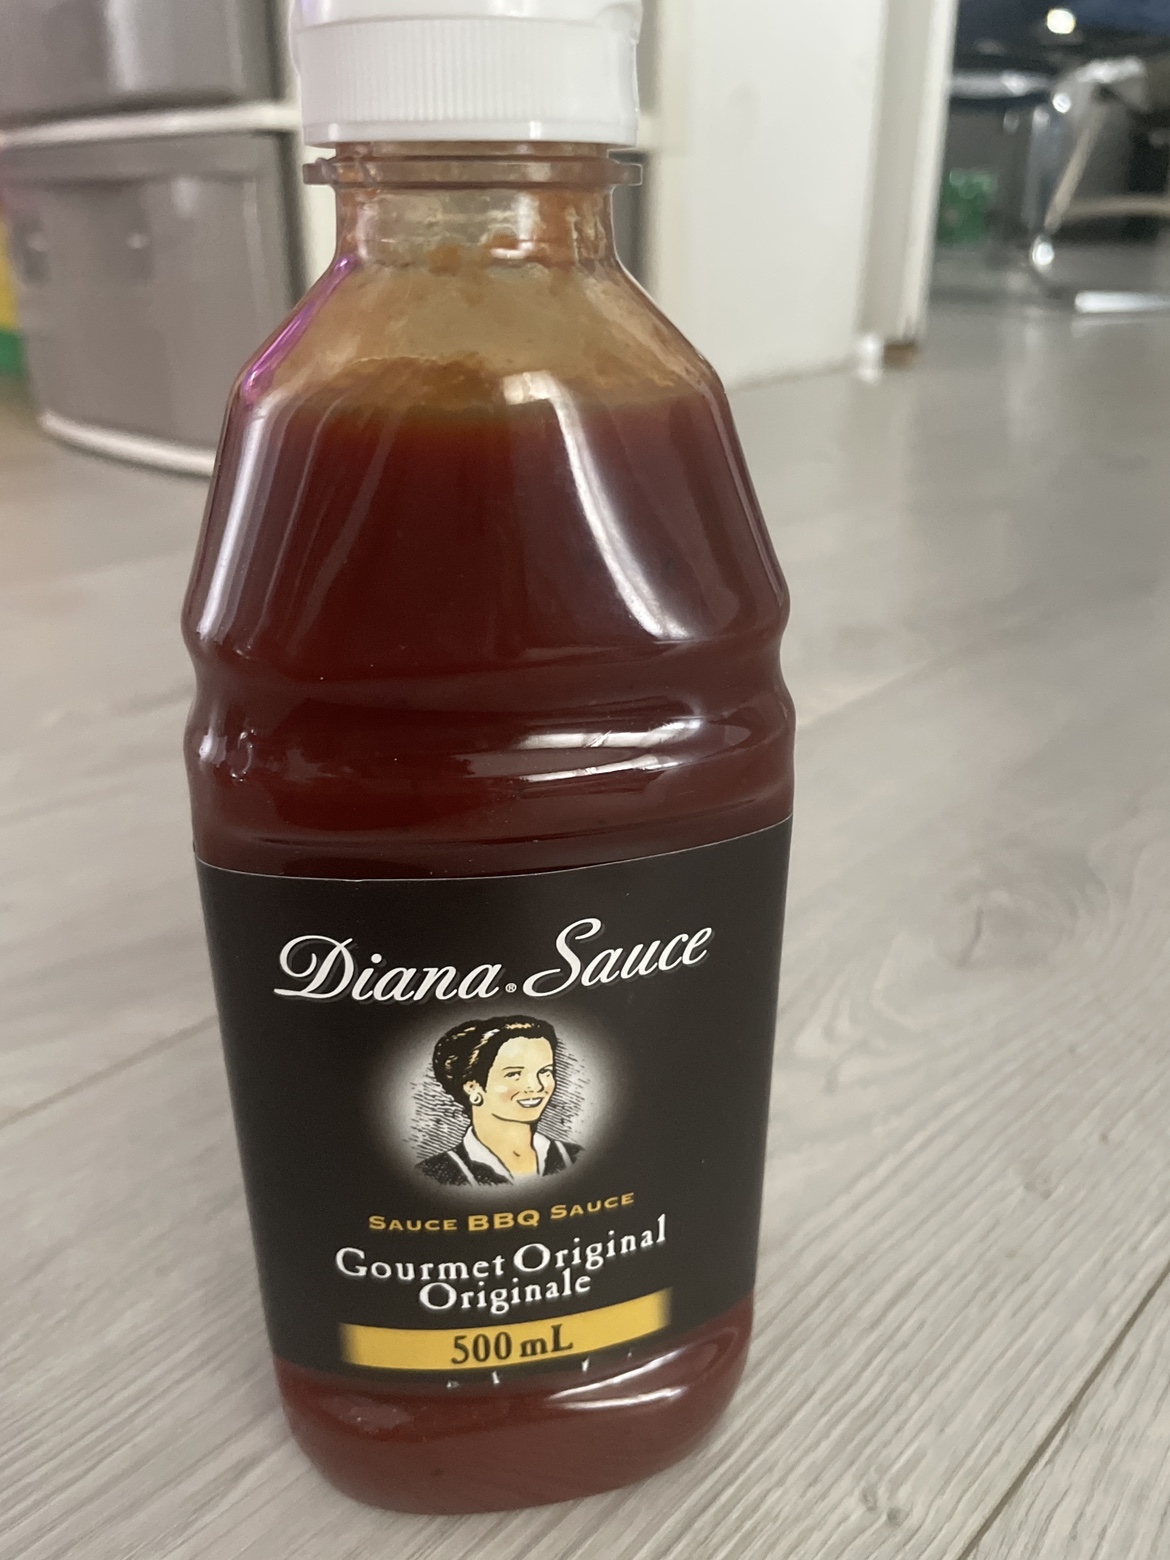 Diana® Sauce
SAUCE BBQ SAUCE
Gourmet Original
Originale
500 mL